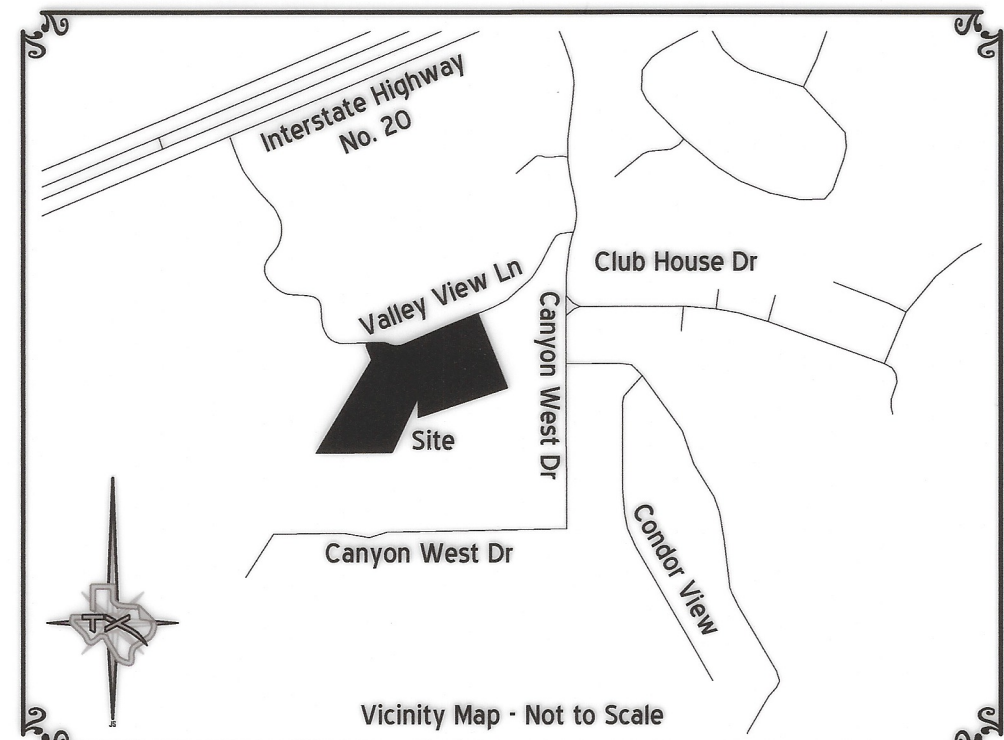 Interstate Highway
No. 20
Valley View Ln
Club House Dr
Canyon West Dr
Site
Canyon West Dr
Condor View
TX
JS
Vicinity Map - Not to Scale